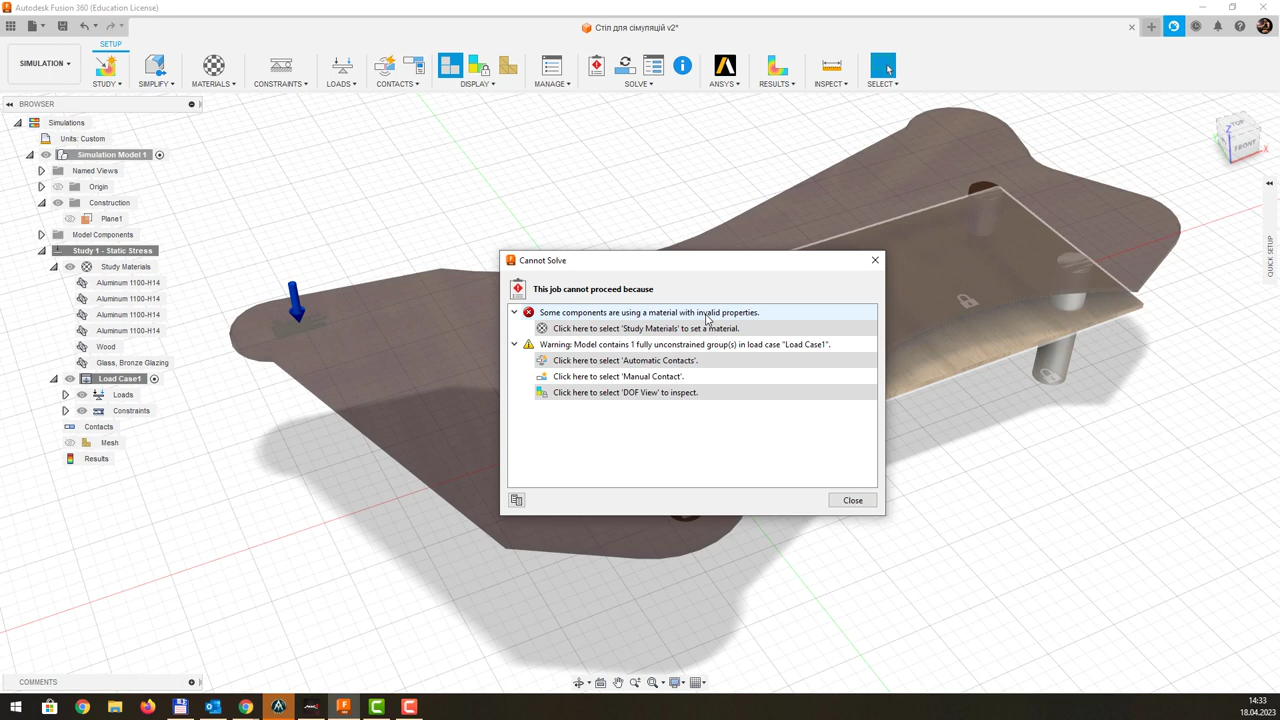 Autodesk Fusion 360 (Education License)
Стіл для сімуляцій v2*
SETUP
SIMULATION
STUDY
SIMPLIFY
MATERIALS
CONSTRAINTS
LOADS
CONTACTS
DISPLAY
MANAGE
SOLVE
ANSYS
RESULTS
INSPECT
SELECT
BROWSER
Simulations
Units: Custom
Simulation Model 1
Named Views
Origin
Construction
Plane1
Model Components
Study 1 - Static Stress
Study Materials
Aluminum 1100-H14
Aluminum 1100-H14
Aluminum 1100-H14
Aluminum 1100-H14
Wood
Glass, Bronze Glazing
Load Case1
Loads
Constraints
Contacts
Mesh
Results
TOP
FRONT
Z
X
QUICK SETUP
Cannot Solve
This job cannot proceed because
Some components are using a material with invalid properties.
Click here to select 'Study Materials' to set a material.
Warning: Model contains 1 fully unconstrained group(s) in load case "Load Case1".
Click here to select 'Automatic Contacts'.
Click here to select 'Manual Contact'.
Click here to select 'DOF View' to inspect.
Close
COMMENTS
14:33
18.04.2023